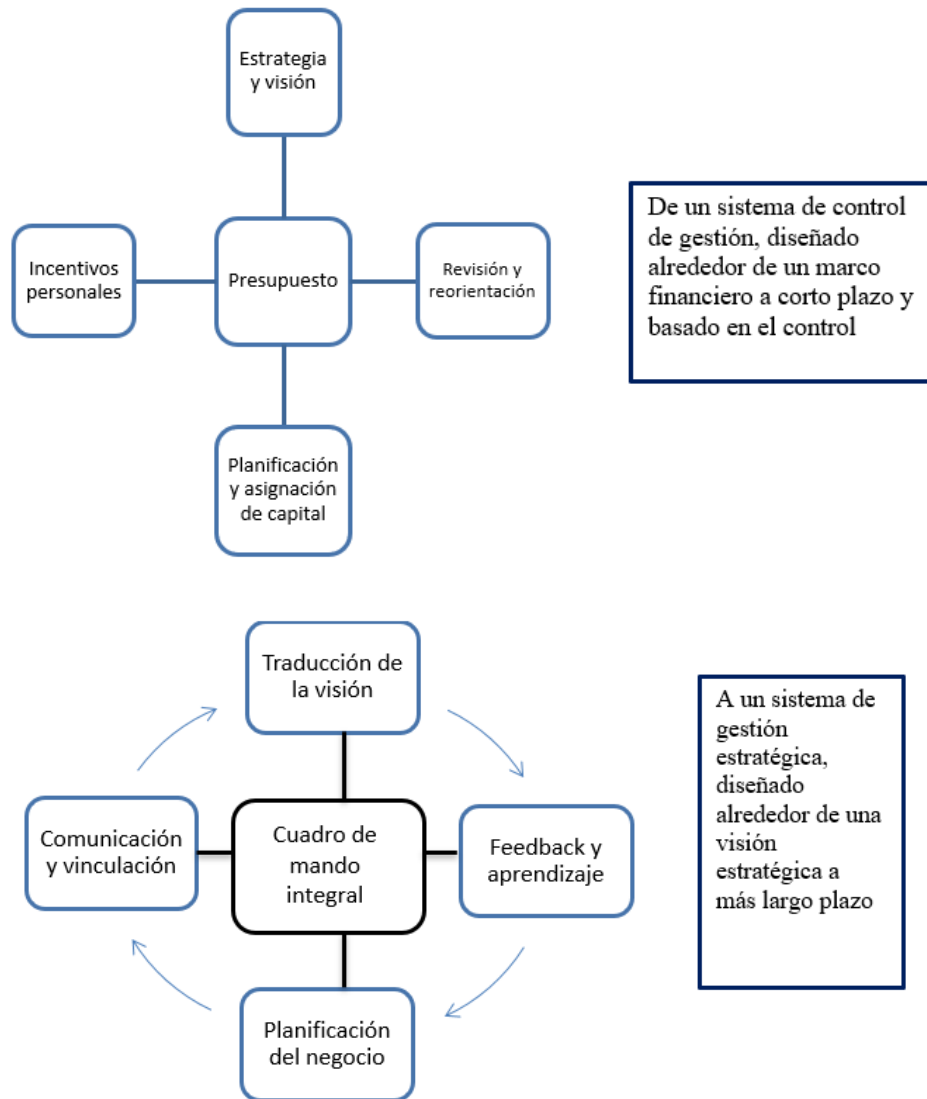 Estrategia
y visión
Incentivos
personales
Presupuesto
Revisión y
reorientación
Planificación
y asignación
de capital
De un sistema de control
de gestión, diseñado
alrededor de un marco
financiero a corto plazo y
basado en el control
Traducción de
la visión
Comunicación
y vinculación
Cuadro de
mando
integral
Feedback y
aprendizaje
Planificación
del negocio
A un sistema de
gestión
estratégica,
diseñado
alrededor de una
visión
estratégica a
más largo plazo